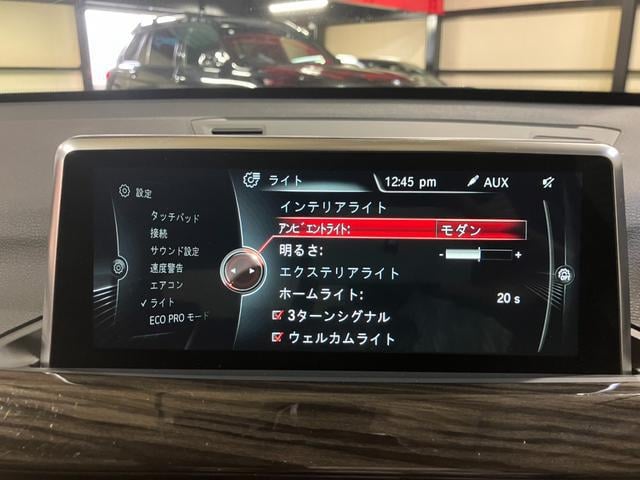 設定
タッチパッド
接続
サウンド設定
速度警告
エアコン
✓ ライト
ECO PRO モード
ライト
12:45 pm
AUX
インテリアライト
アンビエントライト: モダン
明るさ: - +
エクステリアライト
ホームライト: 20 s
3ターンシグナル
ウェルカムライト